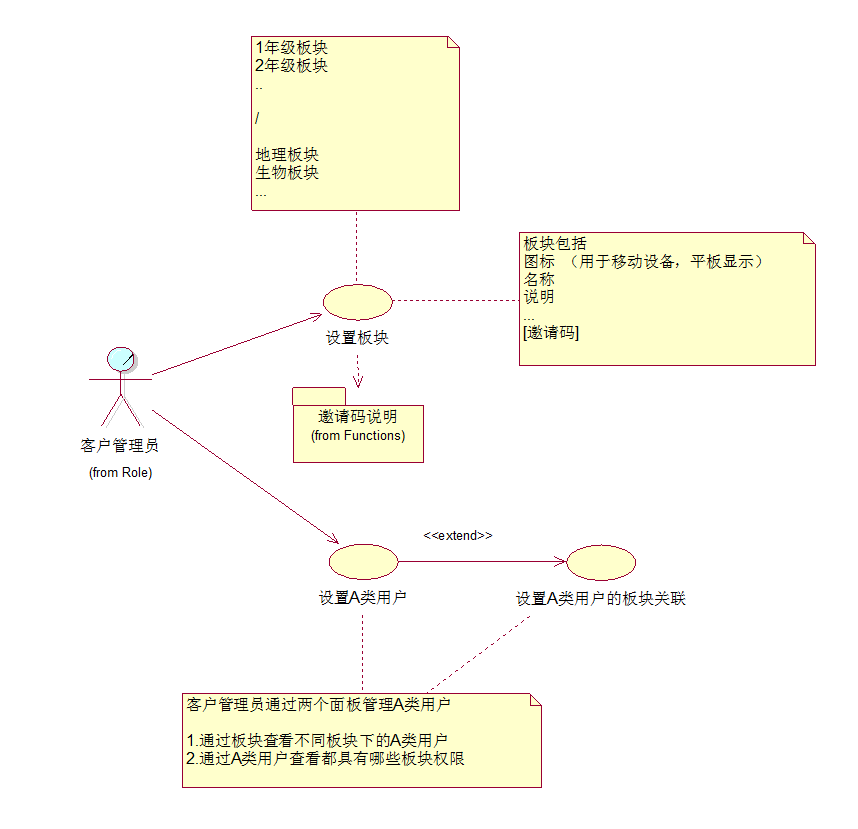 1年级板块
2年级板块
..
/
地理板块
生物板块
...
板块包括
图标 （用于移动设备，平板显示）
名称
说明
...
[邀请码]
设置板块
邀请码说明
(from Functions)
客户管理员
(from Role)
<<extend>>
设置A类用户
设置A类用户的板块关联
客户管理员通过两个面板管理A类用户
1.通过板块查看不同板块下的A类用户
2.通过A类用户查看都具有哪些板块权限